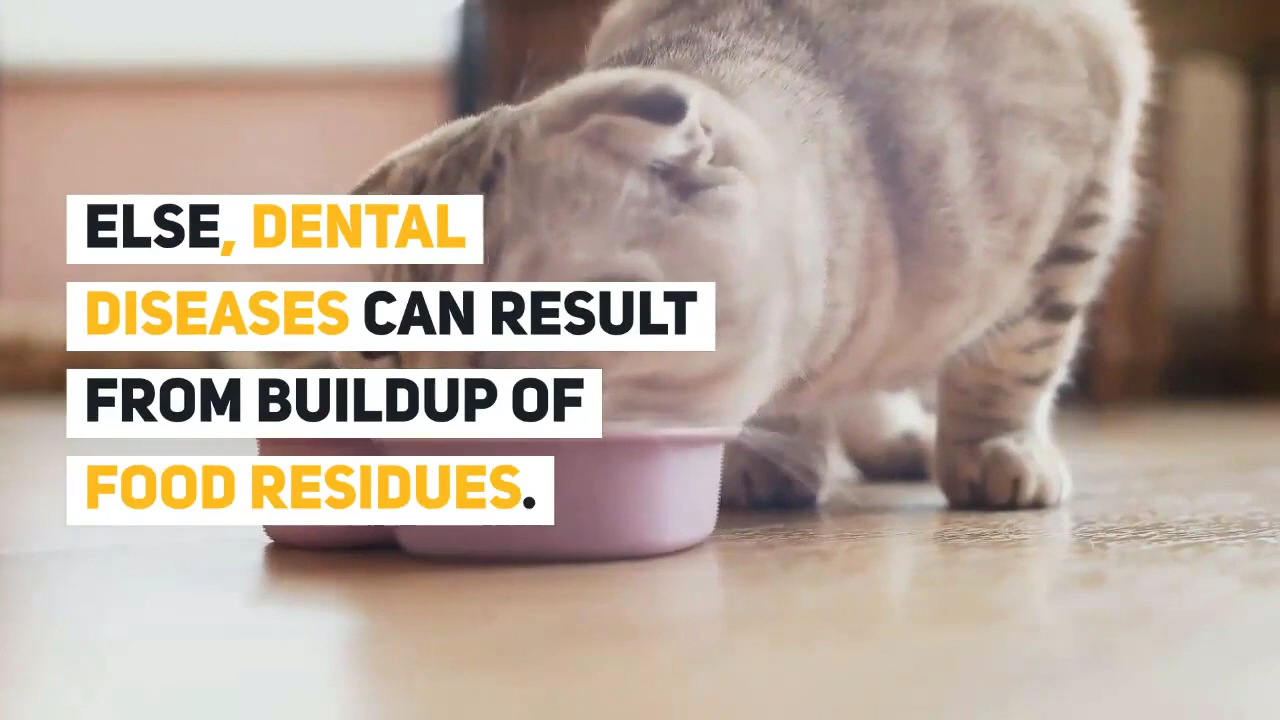 ELSE, DENTAL
DISEASES CAN RESULT
FROM BUILDUP OF
FOOD RESIDUES.